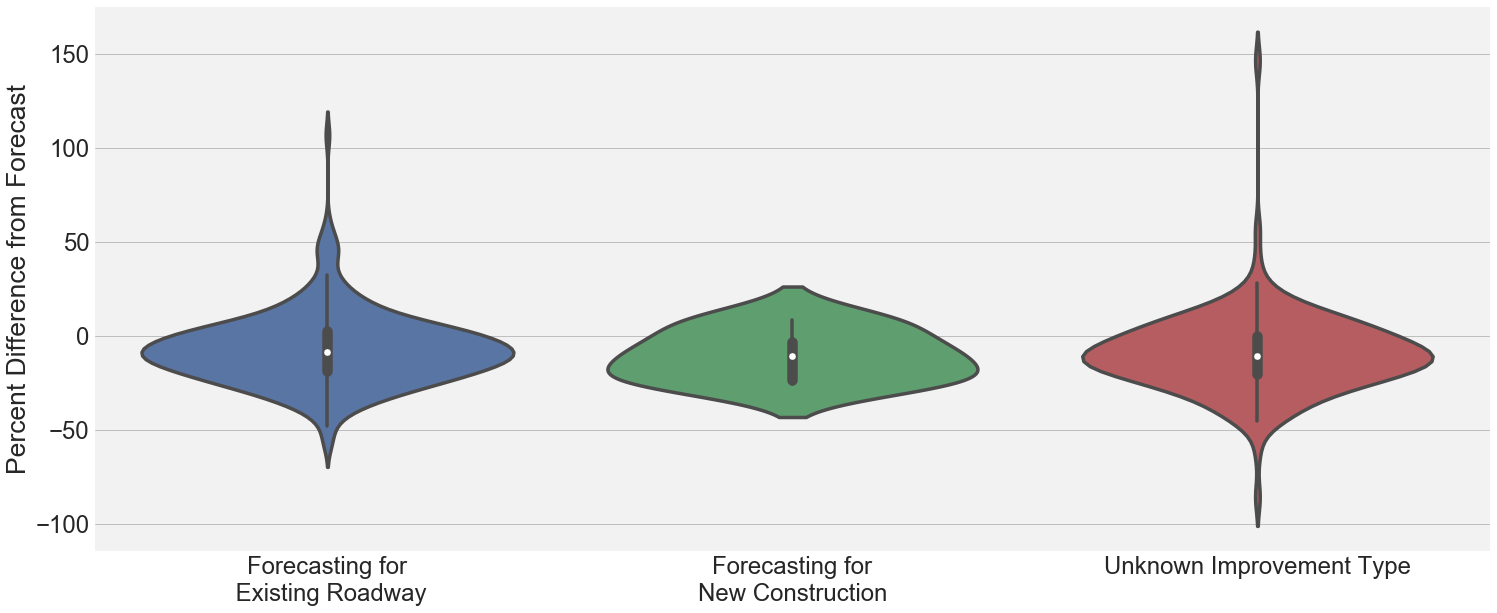 Percent Difference from Forecast
150
100
50
0
−50
−100
Forecasting for
Existing Roadway
Forecasting for
New Construction
Unknown Improvement Type